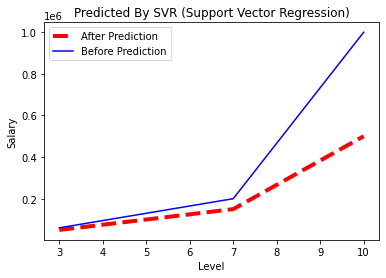 Predicted By SVR (Support Vector Regression)
1e6
After Prediction
Before Prediction
1.0
0.8
0.6
0.4
0.2
Salary
3 4 5 6 7 8 9 10
Level